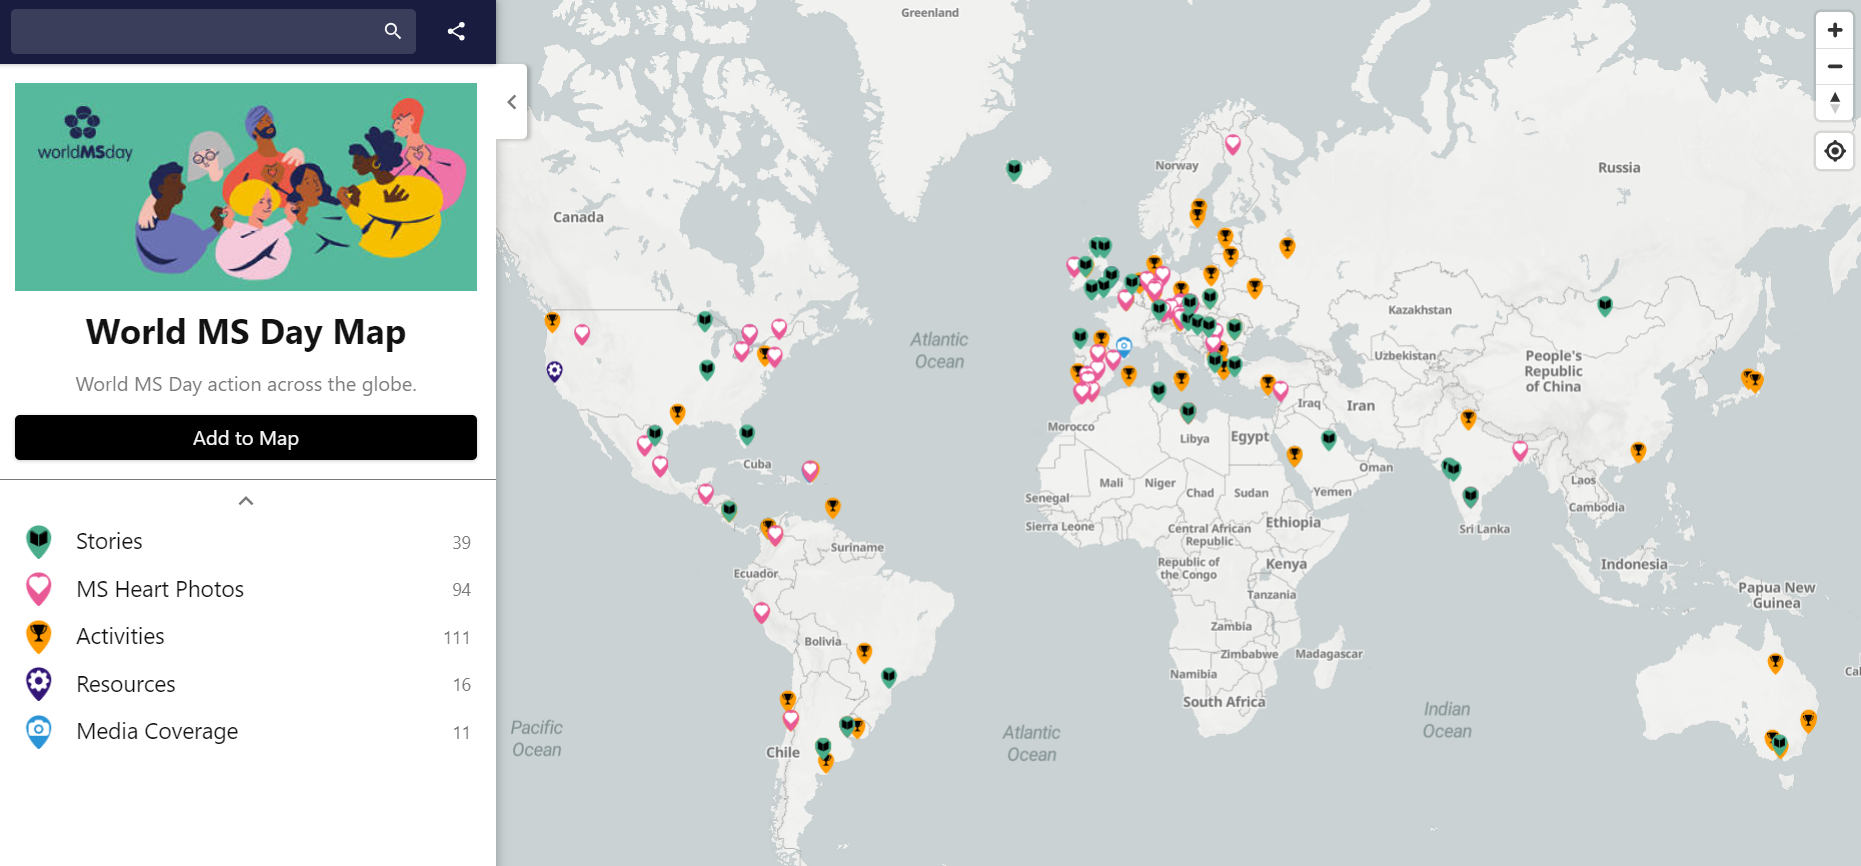 worldMSday
World MS Day Map
World MS Day action across the globe.
Add to Map
Stories 39
MS Heart Photos 94
Activities 111
Resources 16
Media Coverage 11
Greenland
Norway
Russia
Canada
Kazakhstan
Atlantic
Ocean
Uzbekistan
People's
Republic
of China
Iraq
Iran
Morocco
Libya
Egypt
Cuba
Oman
Mali
Niger
Chad
Sudan
Yemen
Laos
Senegal
Cambodia
Sierra Leone
Central African
Republic
Ethiopia
Sri Lanka
Suriname
Republic of
the Congo
Kenya
Indonesia
Ecuador
Tanzania
Papua New
Guinea
Zambia
Bolivia
Zimbabwe
Madagascar
Namibia
South Africa
Cal
Pacific
Ocean
Atlantic
Ocean
Indian
Ocean
Chile